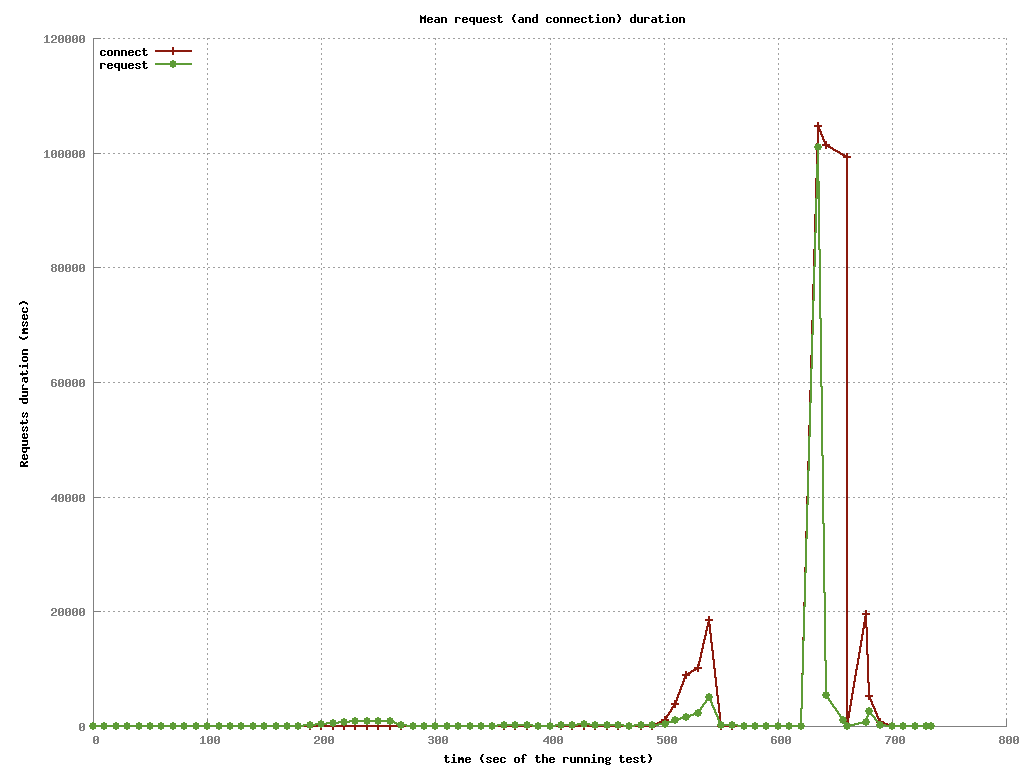 Mean request (and connection) duration
120000
connect
request
100000
80000
60000
40000
20000
0
Requests duration (msec)
0 100 200 300 400 500 600 700 800
time (sec of the running test)